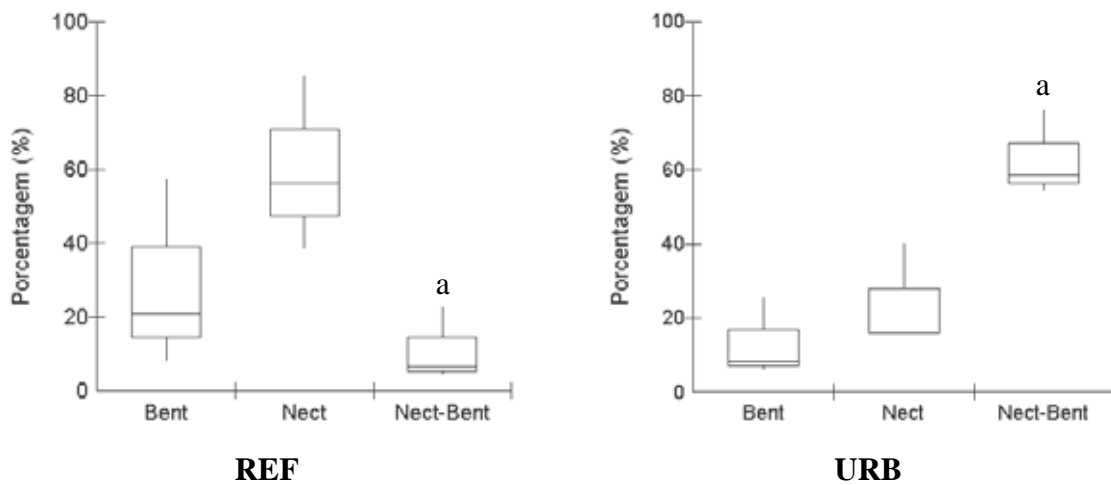 100
80
60
40
20
0
Porcentagem (%)
a
Bent
Nect
Nect-Bent
REF
100
80
60
40
20
0
Porcentagem (%)
a
Bent
Nect
Nect-Bent
URB